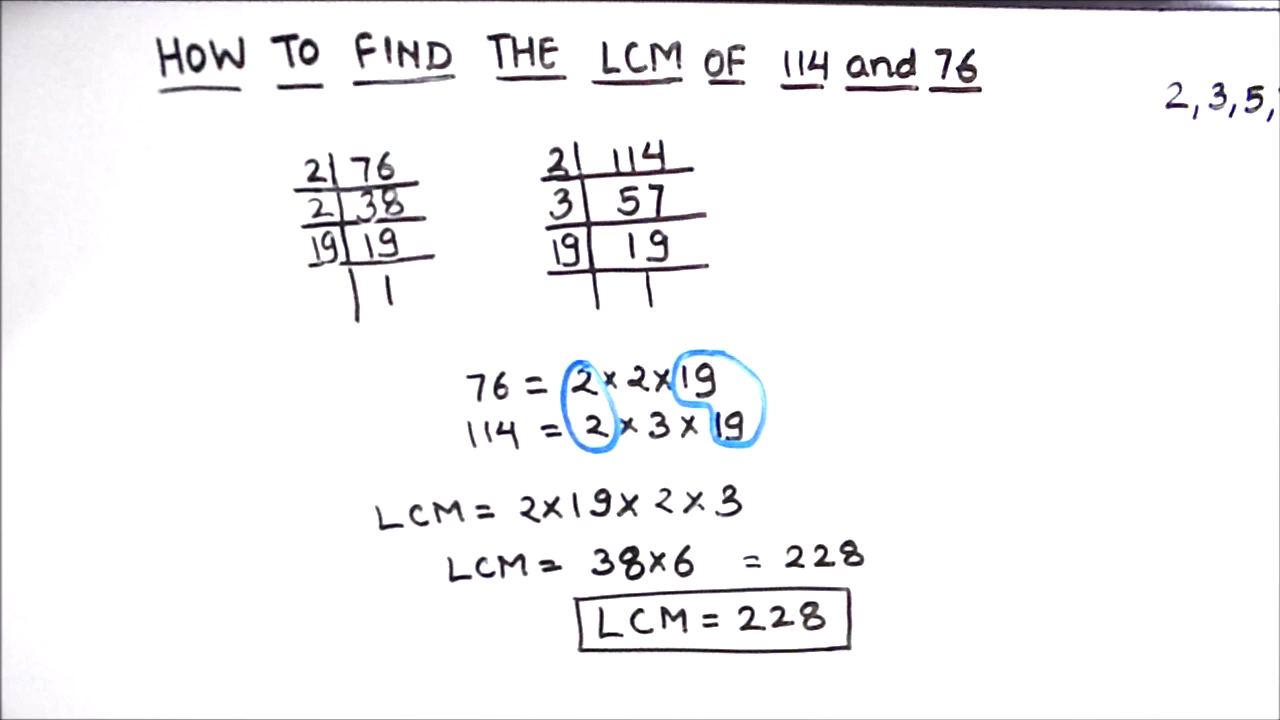 HOW TO FIND THE LCM OF 114 and 76
2, 3, 5,
2 | 76
2 | 38
19 | 19
| 1
2 | 114
3 | 57
19 | 19
| 1
76 = 2 × 2 × 19
114 = 2 × 3 × 19
LCM = 2 × 19 × 2 × 3
LCM = 38 × 6 = 228
LCM = 228